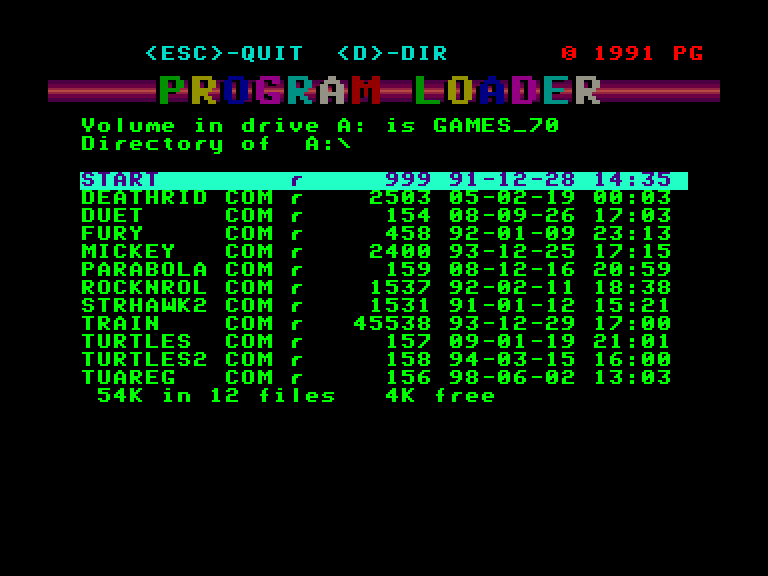 <ESC>-QUIT  <D>-DIR       © 1991 PG
PROGRAM LOADER
Volume in drive A: is GAMES_70
Directory of  A:\
START        r     999 91-12-28 14:35
DEATHRID COM r    2503 05-02-19 00:03
DUET     COM r     154 08-09-26 17:03
FURY     COM r     458 92-01-09 23:13
MICKEY   COM r    2400 93-12-25 17:15
PARABOLA COM r     159 08-12-16 20:59
ROCKNROL COM r    1537 92-02-11 18:38
STRHAWK2 COM r    1531 91-01-12 15:21
TRAIN    COM r   45538 93-12-29 17:00
TURTLES  COM r     157 09-01-19 21:01
TURTLES2 COM r     158 94-03-15 16:00
TUAREG   COM r     156 98-06-02 13:03
54K in 12 files   4K free